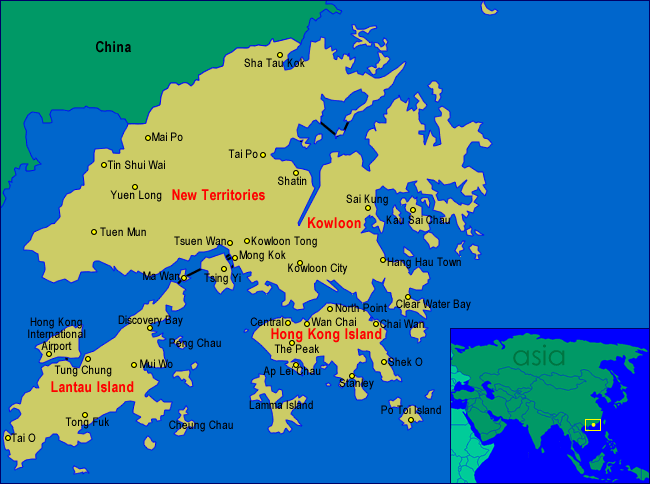 China
Sha Tau Kok
Mai Po
Tai Po
Tin Shui Wai
Shatin
Yuen Long
New Territories
Sai Kung
Kau Sai Chau
Kowloon
Tuen Mun
Tsuen Wan
Kowloon Tong
Mong Kok
Kowloon City
Hang Hau Town
Ma Wan
Tsing Yi
Clear Water Bay
North Point
Hong Kong
International
Airport
Discovery Bay
Central
Wan Chai
Chai Wan
Hong Kong Island
Peng Chau
The Peak
Tung Chung
Mui Wo
Ap Lei Chau
Shek O
Stanley
Lantau Island
Lamma Island
Po Toi Island
Tong Fuk
Cheung Chau
Tai O
asia